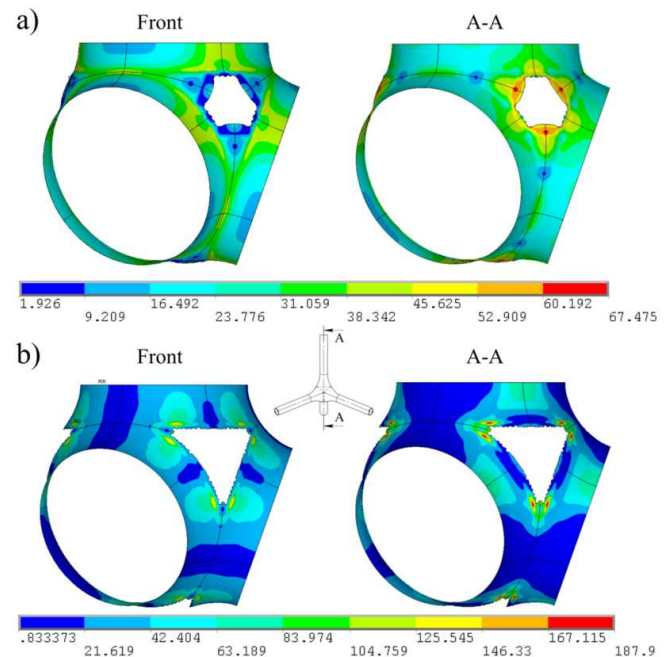 a)
Front
A-A
1.926
16.492
31.059
45.625
60.192
9.209
23.776
38.342
52.909
67.475
A
b)
Front
A-A
A
.833373
42.404
83.974
125.545
167.115
21.619
63.189
104.759
146.33
187.9